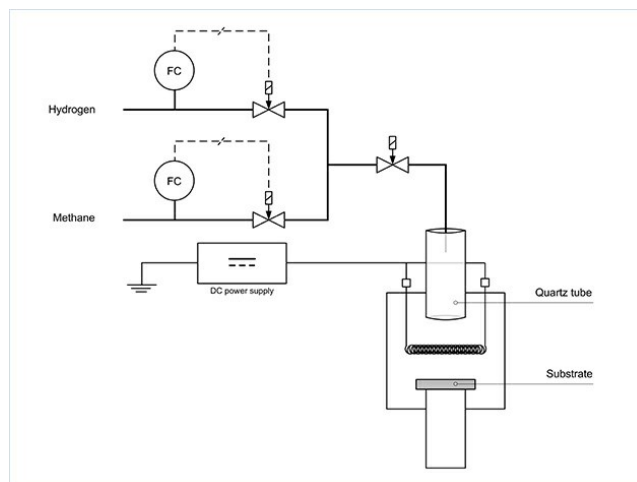 FC
Hydrogen
FC
Methane
DC power supply
Quartz tube
Substrate